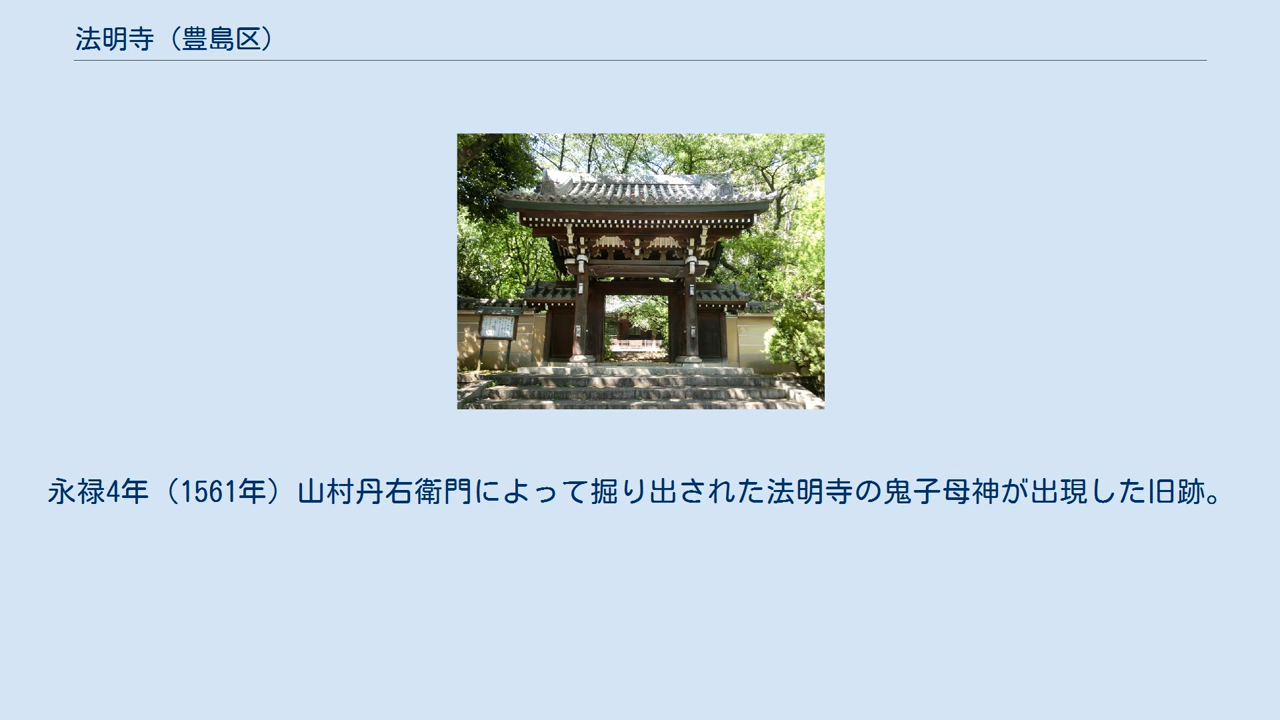 法明寺（豊島区）
永禄4年（1561年）山村丹右衛門によって掘り出された法明寺の鬼子母神が出現した旧跡。